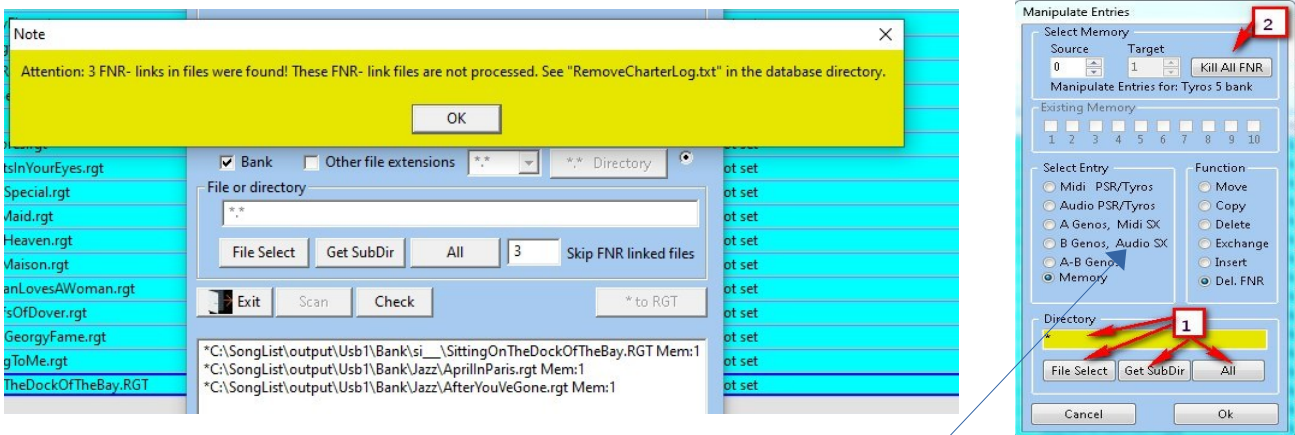 Note
Attention: 3 FNR- links in files were found! These FNR- link files are not processed. See "RemoveCharterLog.txt" in the database directory.
OK
ot set
tsInYourEyes.rgt
Special.rgt
Maid.rgt
Heaven.rgt
Maison.rgt
anLovesAWoman.rgt
sOfDover.rgt
GeorgyFame.rgt
gToMe.rgt
TheDockOfTheBay.RGT
Bank
Other file extensions
*.*
*.* Directory
File or directory
*.*
File Select
Get SubDir
All
3
Skip FNR linked files
Exit
Scan
Check
* to RGT
*C:\SongList\output\Usb1\Bank\si__\SittingOnTheDockOfTheBay.RGT Mem:1
*C:\SongList\output\Usb1\Bank\Jazz\AprilInParis.rgt Mem:1
*C:\SongList\output\Usb1\Bank\Jazz\AfterYouVeGone.rgt Mem:1
ot set
ot set
ot set
ot set
ot set
ot set
ot set
ot set
ot set
ot set
Manipulate Entries
Select Memory
2
Source
Target
0
1
Kill All FNR
Manipulate Entries for: Tyros 5 bank
Existing Memory
1 2 3 4 5 6 7 8 9 10
Select Entry
Midi PSR/Tyros
Audio PSR/Tyros
A Genos, Midi SX
B Genos, Audio SX
A-B Genos
Memory
Function
Move
Copy
Delete
Exchange
Insert
Del. FNR
Directory
1
*
File Select
Get SubDir
All
Cancel
Ok